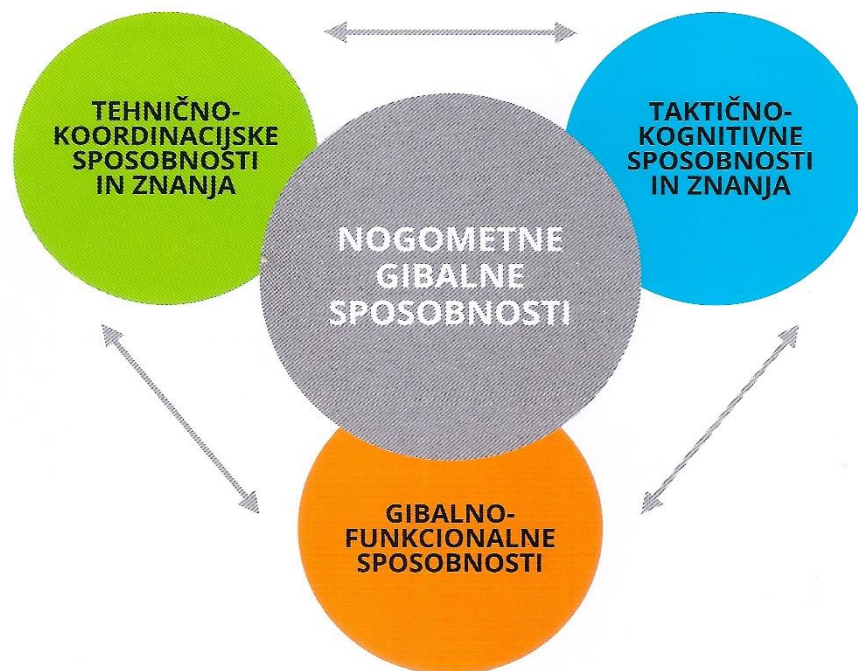 TEHNIČNO-
KOORDINACIJSKE
SPOSOBNOSTI
IN ZNANJA
TAKTIČNO-
KOGNITIVNE
SPOSOBNOSTI
IN ZNANJA
NOGOMETNE
GIBALNE
SPOSOBNOSTI
GIBALNO-
FUNKCIONALNE
SPOSOBNOSTI